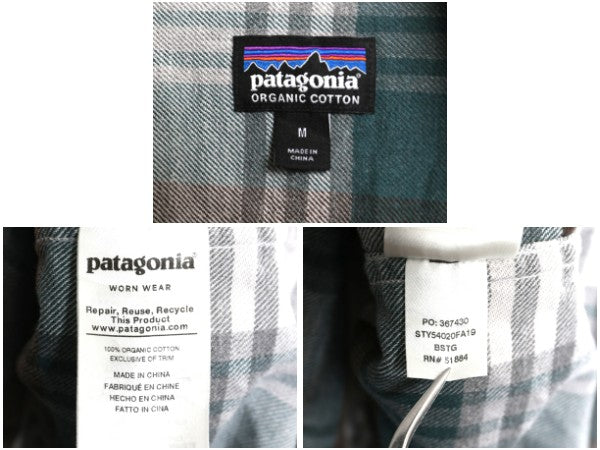 patagonia®
ORGANIC COTTON
M
MADE IN
CHINA
patagonia®
WORN WEAR
Repair, Reuse, Recycle
This Product
www.patagonia.com
100% ORGANIC COTTON
EXCLUSIVE OF TRIM
MADE IN CHINA
FABRIQUÉ EN CHINE
HECHO EN CHINA
FATTO IN CINA
PO: 367430
STY54020FA19
BSTG
RN# 51884